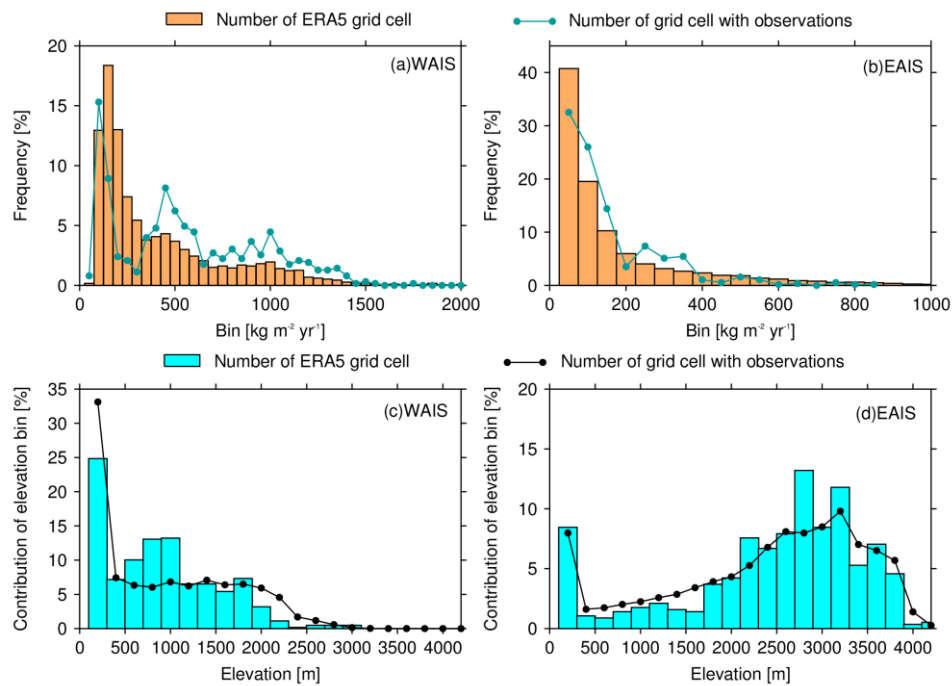 Number of ERA5 grid cell
Number of grid cell with observations
20
15
10
5
0
Frequency [%]
(a)WAIS
0 500 1000 1500 2000
Bin [kg m⁻² yr⁻¹]
40
30
20
10
0
Frequency [%]
(b)EAIS
0 200 400 600 800 1000
Bin [kg m⁻² yr⁻¹]
Number of ERA5 grid cell
Number of grid cell with observations
35
30
25
20
15
10
5
0
Contribution of elevation bin [%]
(c)WAIS
0 500 1000 1500 2000 2500 3000 3500 4000
Elevation [m]
20
15
10
5
0
Contribution of elevation bin [%]
(d)EAIS
0 500 1000 1500 2000 2500 3000 3500 4000
Elevation [m]